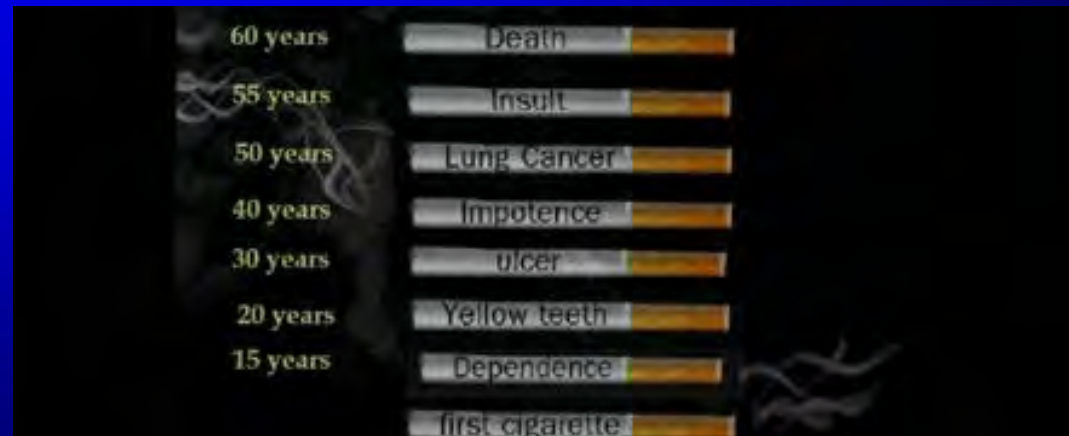 60 years Death
55 years Insult
50 years Lung Cancer
40 years Impotence
30 years ulcer
20 years Yellow teeth
15 years Dependence
first cigarette